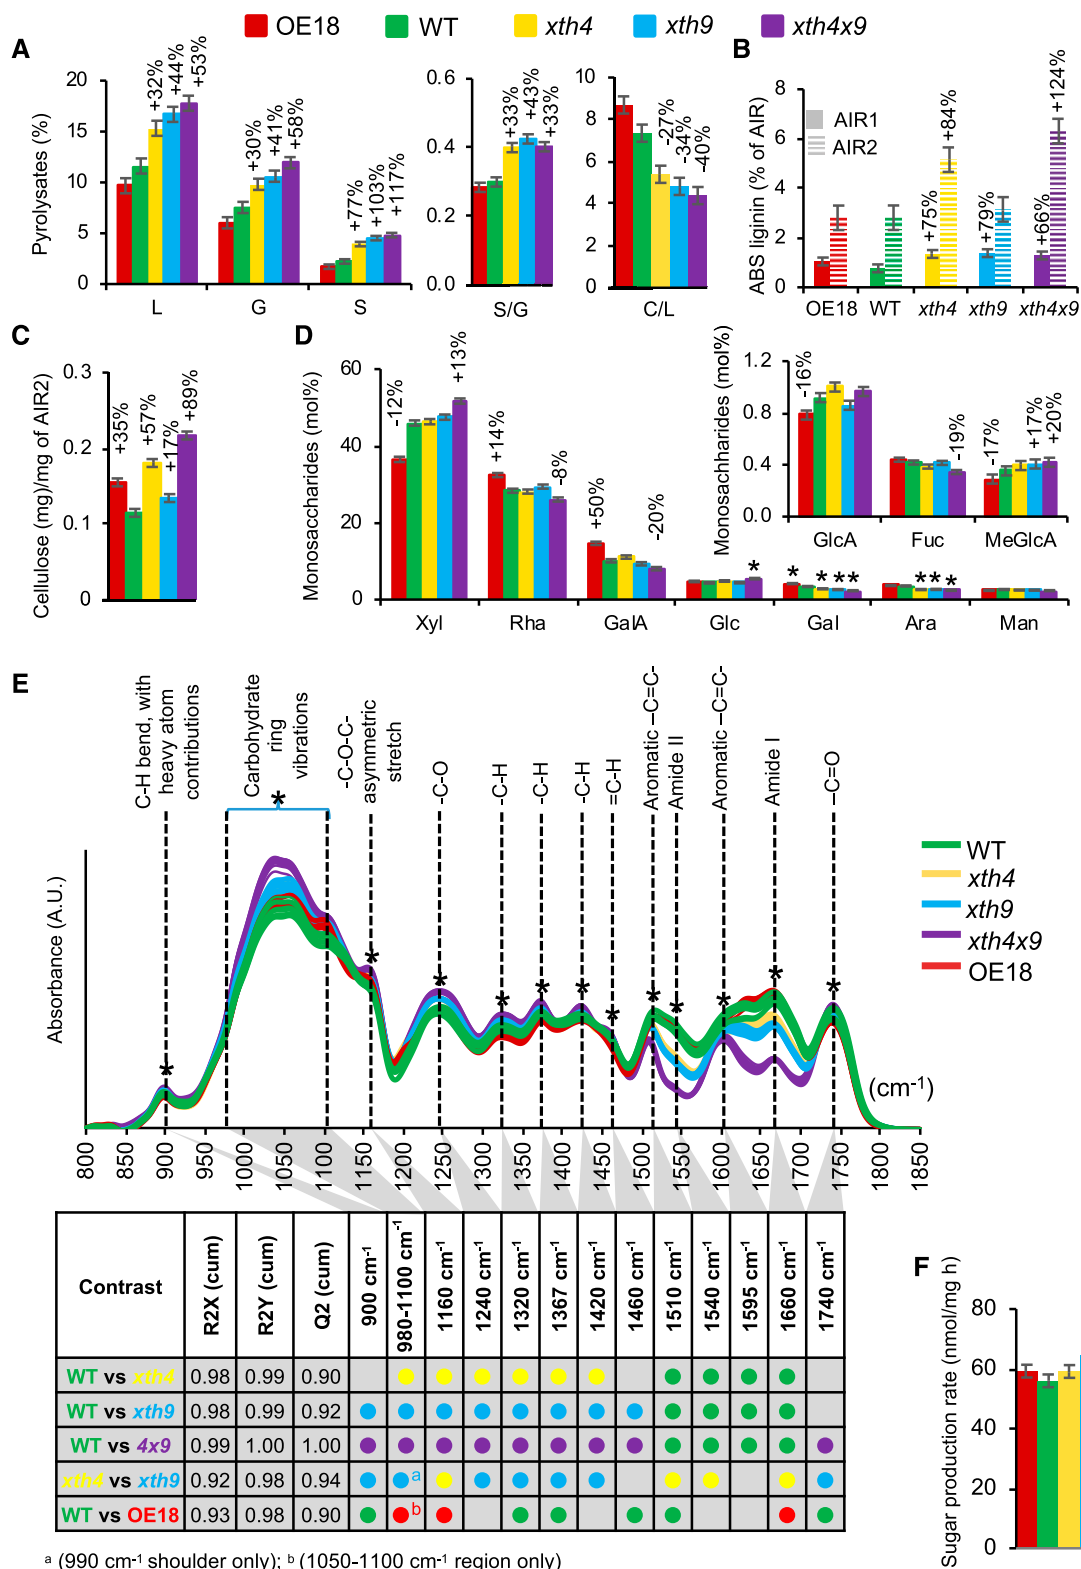 OE18 WT xth4 xth9 xth4x9
A
Pyrolysates (%)
20
15
10
5
0
+32%
+44%
+53%
+30%
+41%
+58%
+77%
+103%
+117%
L G S
0.6
0.4
0.2
0.0
+33%
+43%
+33%
S/G
10
8
6
4
2
0
-27%
-34%
-40%
C/L
B
ABS liginin (% of AIR)
8
6
4
2
0
AIR1
AIR2
+75%
+84%
+79%
+66%
+124%
OE18 WT xth4 xth9 xth4x9
C
Cellulose (mg)/mg of AIR2
0.3
0.2
0.1
0
+35%
+57%
+17%
+89%
D
Monosaccharides (mol%)
60
40
20
0
-12%
+13%
+14%
-8%
+50%
-20%
*
* * * *
* * *
Xyl Rha GalA Glc Gal Ara Man
Monosachharides (mol%)
1.2
0.8
0.4
0.0
-16%
-19%
-17%
+17%
+20%
GlcA Fuc MeGlcA
E
C-H bend, with
heavy atom
contributions
Carbohydrate
ring
vibrations
-C-O-C-
asymmetric
stretch
-C-O
-C-H
-C-H
-C-H
=C-H
Aromatic –C=C-
Amide II
Aromatic –C=C-
Amide I
–C=O
* * * * * * * * * * * * *
Absorbance (A.U.)
WT
xth4
xth9
xth4x9
OE18
(cm-1)
800 850 900 950 1000 1050 1100 1150 1200 1250 1300 1350 1400 1450 1500 1550 1600 1650 1700 1750 1800 1850
Contrast R2X (cum) R2Y (cum) Q2 (cum) 900 cm-1 980-1100 cm-1 1160 cm-1 1240 cm-1 1320 cm-1 1367 cm-1 1420 cm-1 1460 cm-1 1510 cm-1 1540 cm-1 1595 cm-1 1660 cm-1 1740 cm-1
WT vs xth4 0.98 0.99 0.90
WT vs xth9 0.98 0.99 0.92
WT vs 4x9 0.99 1.00 1.00
xth4 vs xth9 0.92 0.98 0.94 a
WT vs OE18 0.93 0.98 0.90 b
a (990 cm-1 shoulder only); b (1050-1100 cm-1 region only)
F
Sugar production rate (nmol/mg h)
80
60
40
20
0